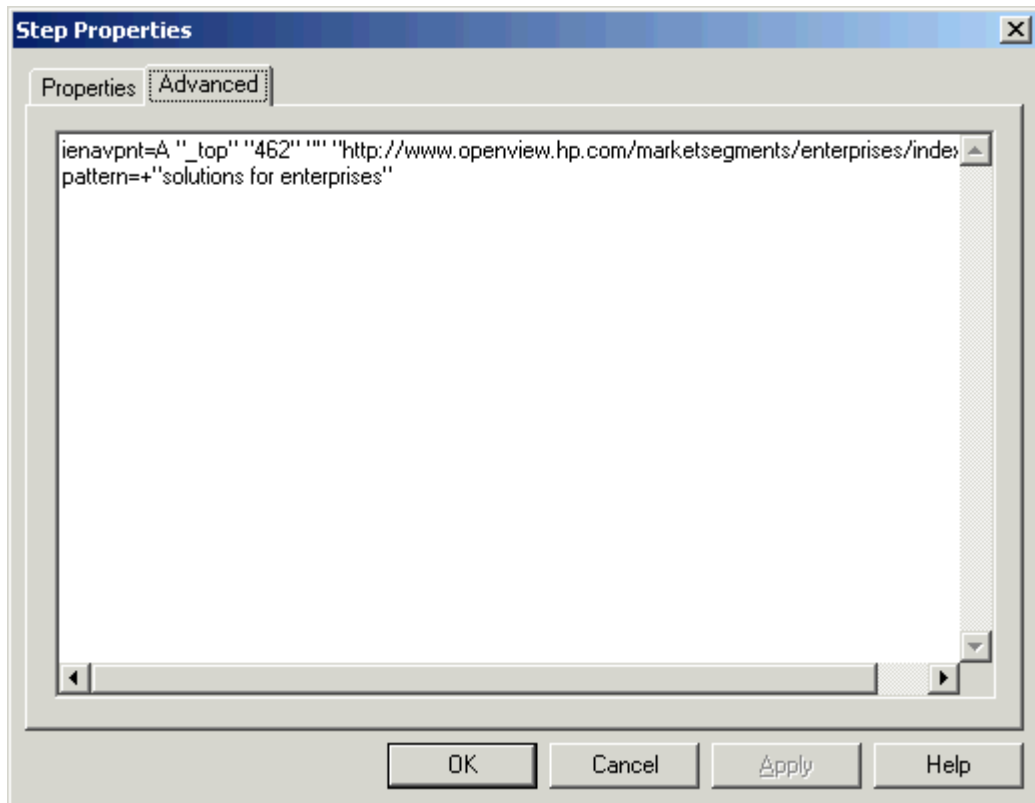 Step Properties
Properties
Advanced
ienavpnt=A "_top" "462" "" "http://www.openview.hp.com/marketsegments/enterprises/index
pattern=+"solutions for enterprises"
OK
Cancel
Apply
Help